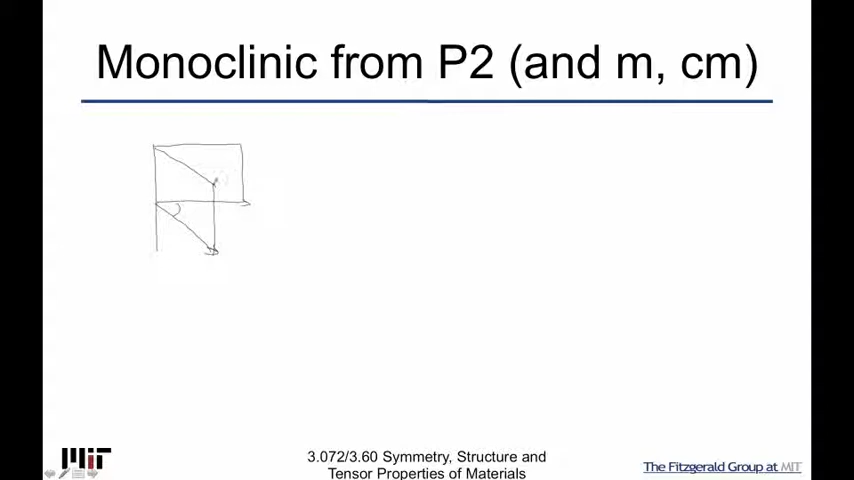 Monoclinic from P2 (and m, cm)
MIT
3.072/3.60 Symmetry, Structure and
Tensor Properties of Materials
The Fitzgerald Group at MIT